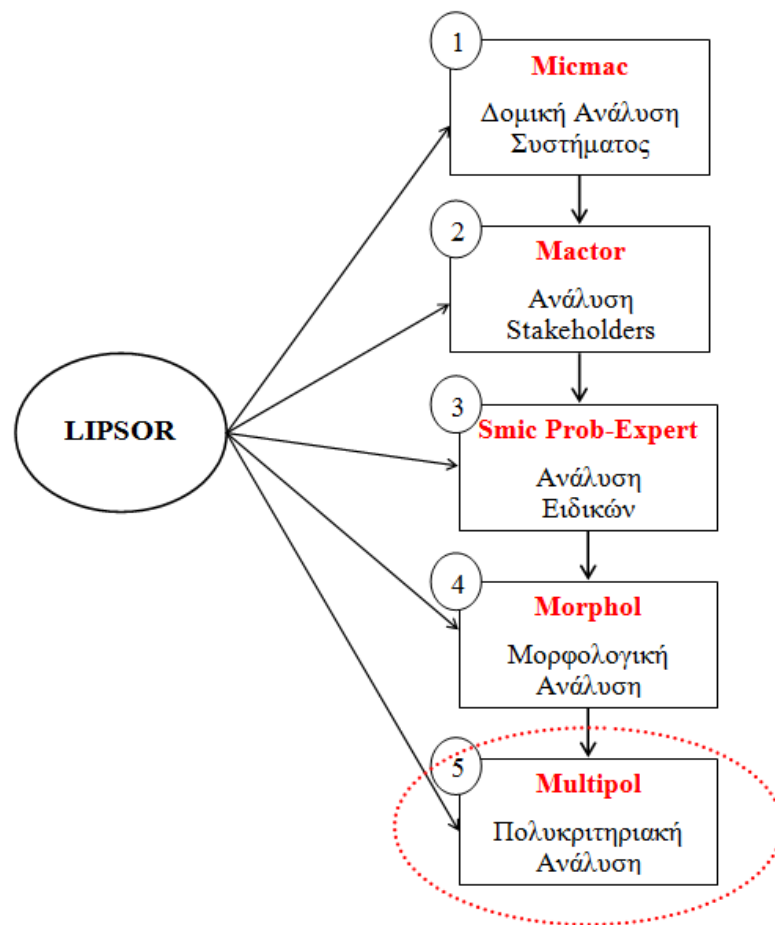 1
Micmac
Δομική Ανάλυση
Συστήματος
2
Mactor
Ανάλυση
Stakeholders
LIPSOR
3
Smic Prob-Expert
Ανάλυση
Ειδικών
4
Morphol
Μορφολογική
Ανάλυση
5
Multipol
Πολυκριτηριακή
Ανάλυση